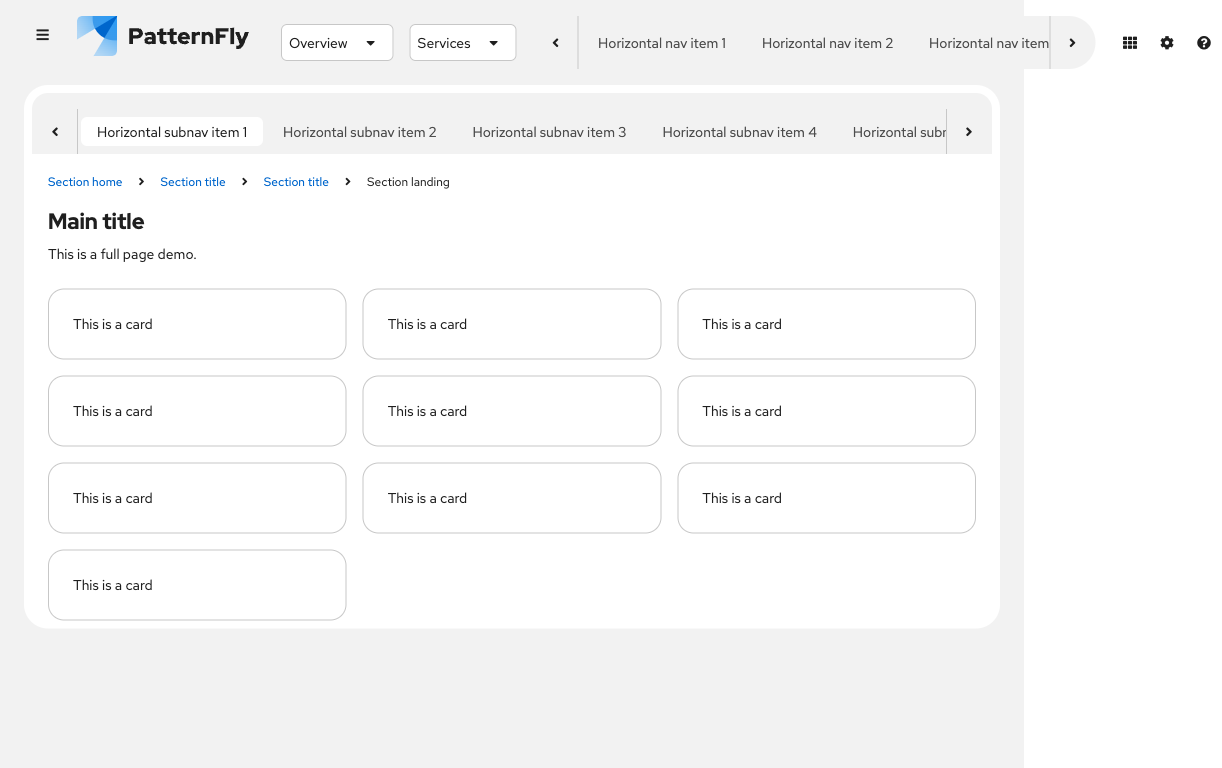 PatternFly Overview Services Horizontal nav item 1 Horizontal nav item 2 Horizontal nav item
Horizontal subnav item 1 Horizontal subnav item 2 Horizontal subnav item 3 Horizontal subnav item 4 Horizontal subn
Section home Section title Section title Section landing
Main title
This is a full page demo.
This is a card This is a card This is a card
This is a card This is a card This is a card
This is a card This is a card This is a card
This is a card